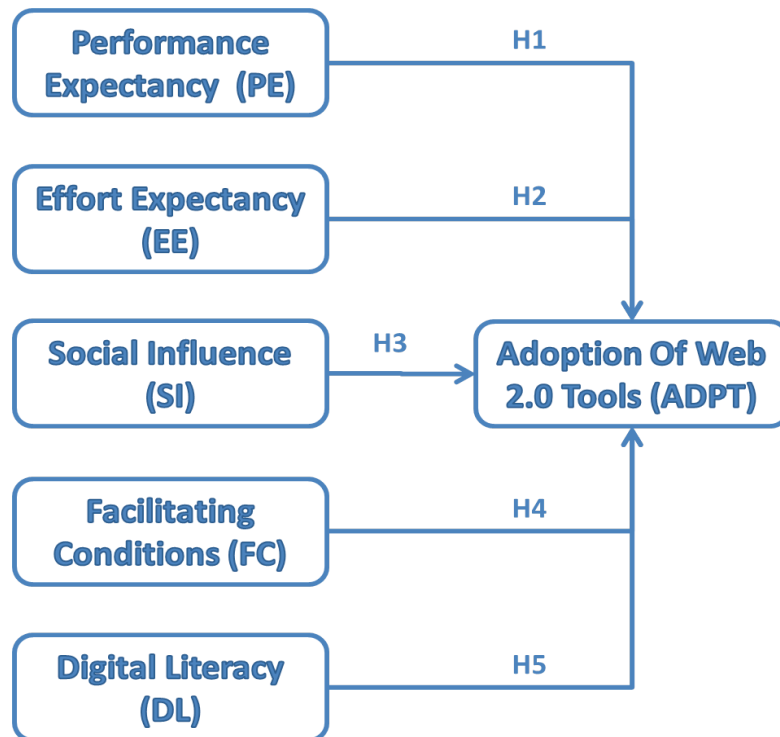 Performance
Expectancy (PE)
H1
Effort Expectancy
(EE)
H2
Social Influence
(SI)
H3
Adoption Of Web
2.0 Tools (ADPT)
Facilitating
Conditions (FC)
H4
Digital Literacy
(DL)
H5